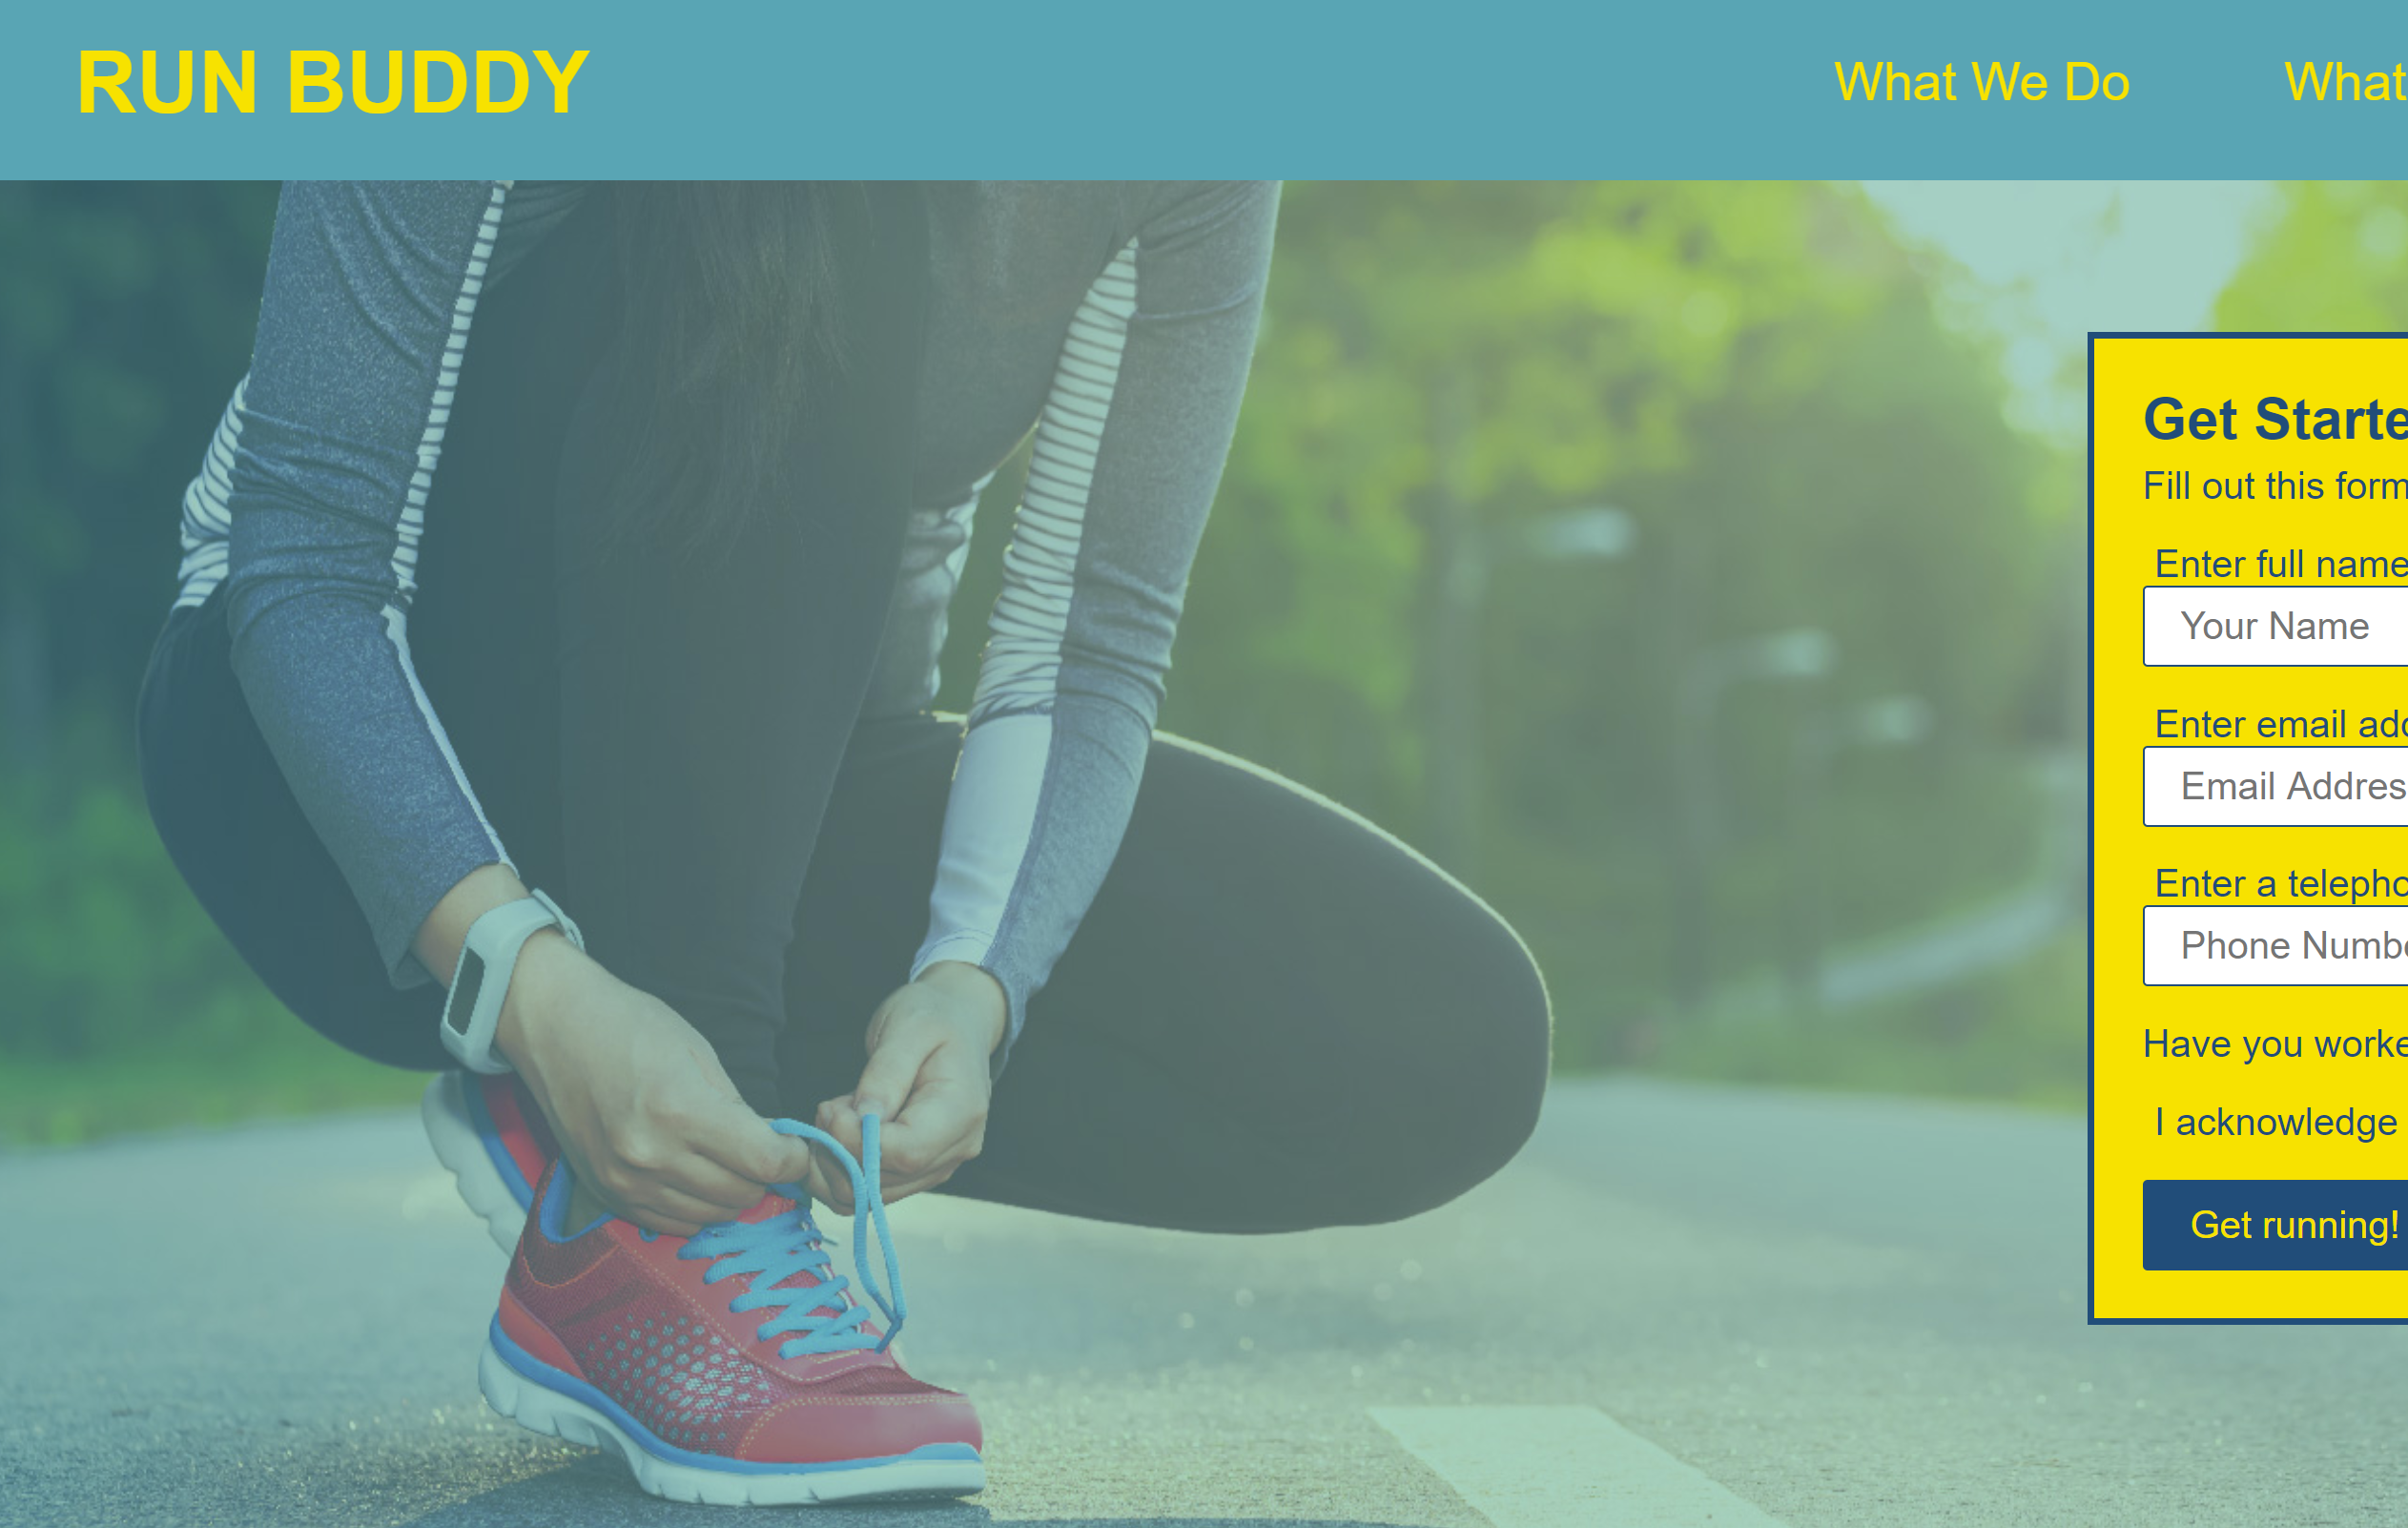 RUN BUDDY
What We Do
What
Get Starte
Fill out this form
Enter full name
Your Name
Enter email add
Email Addres
Enter a telepho
Phone Numbe
Have you worke
I acknowledge
Get running!